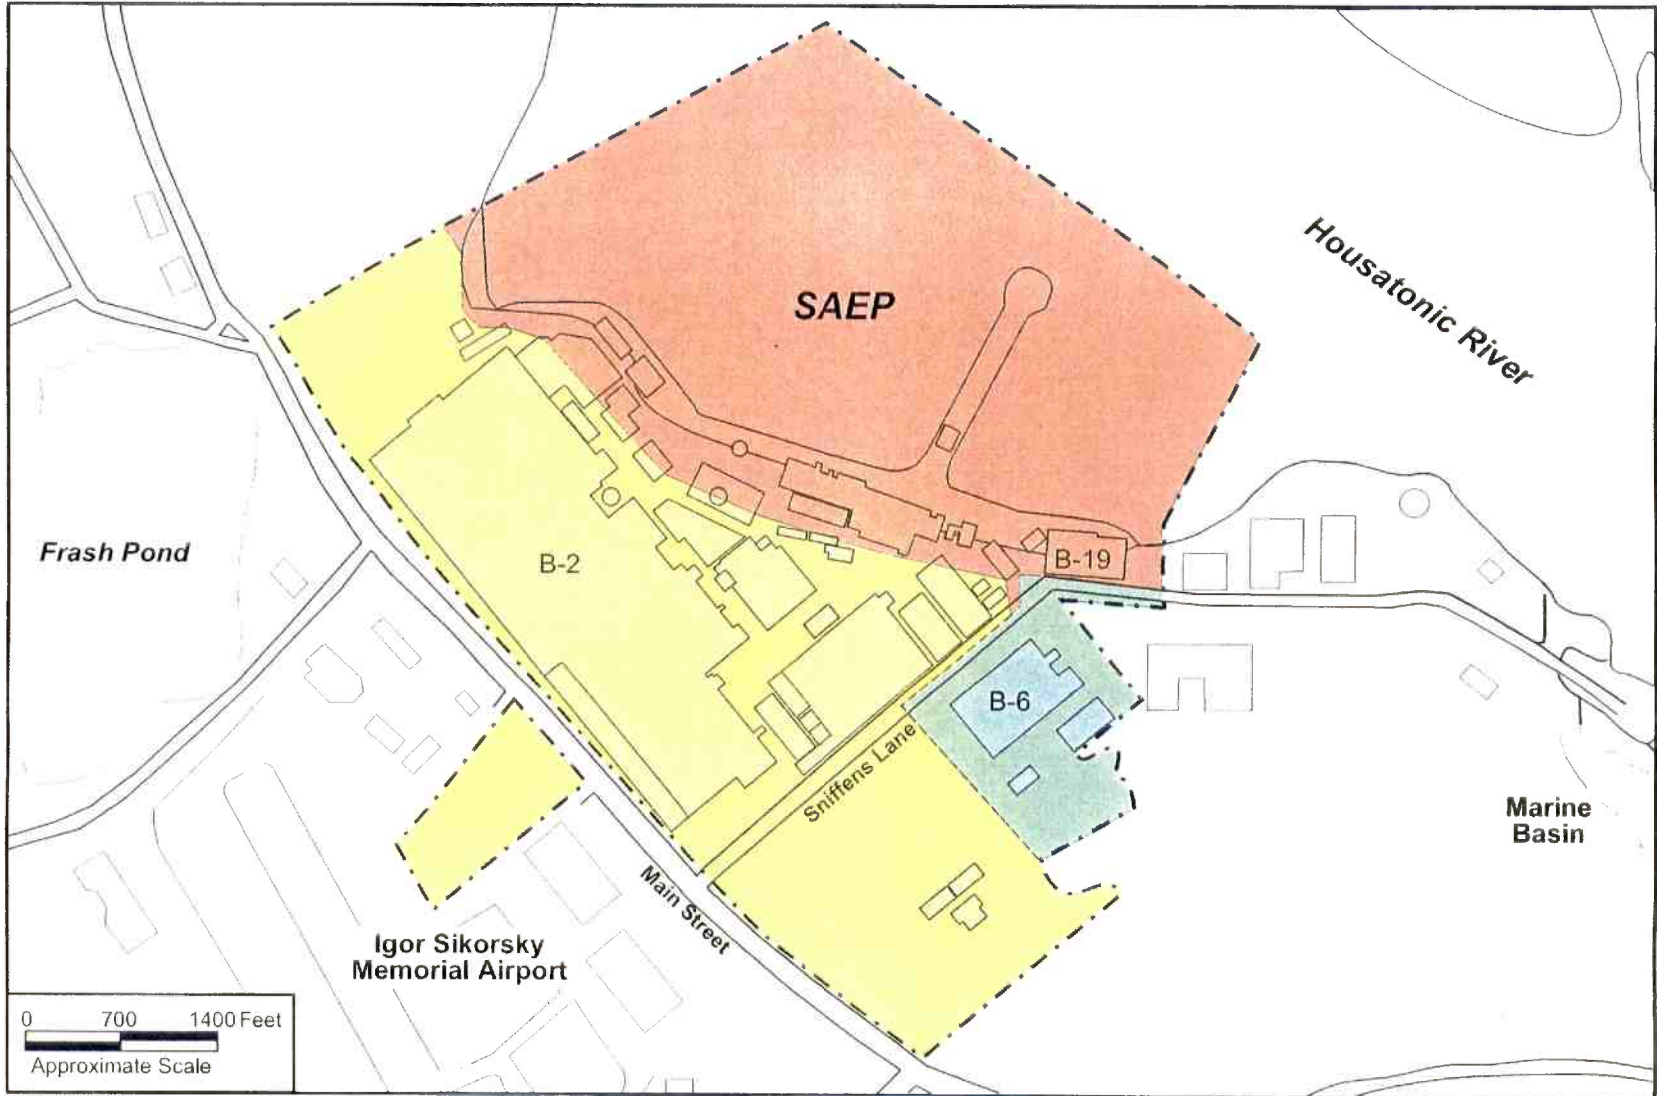 SAEP
Housatonic River
Frash Pond
B-2
B-19
B-6
Sniffens Lane
Main Street
Marine
Basin
Igor Sikorsky
Memorial Airport
0 700 1400 Feet
Approximate Scale